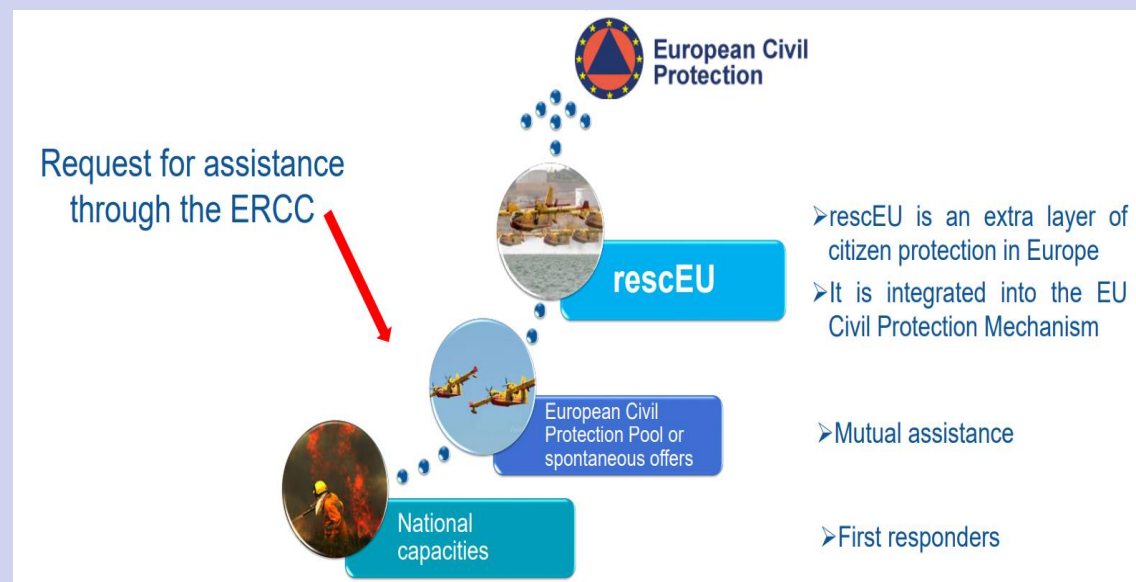 European Civil
Protection
Request for assistance
through the ERCC
rescEU
➢rescEU is an extra layer of
citizen protection in Europe
➢It is integrated into the EU
Civil Protection Mechanism
European Civil
Protection Pool or
spontaneous offers
➢Mutual assistance
National
capacities
➢First responders